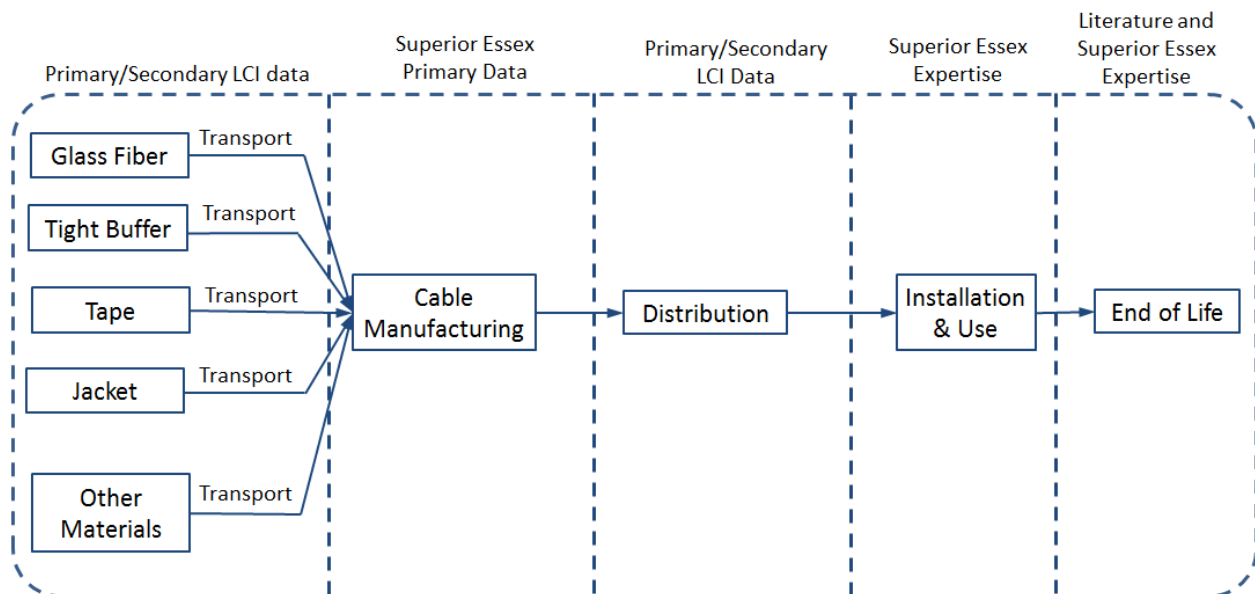 Primary/Secondary LCI data
Superior Essex
Primary Data
Primary/Secondary
LCI Data
Superior Essex
Expertise
Literature and
Superior Essex
Expertise
Glass Fiber
Transport
Tight Buffer
Transport
Tape
Transport
Jacket
Transport
Other
Materials
Transport
Cable
Manufacturing
Distribution
Installation
& Use
End of Life